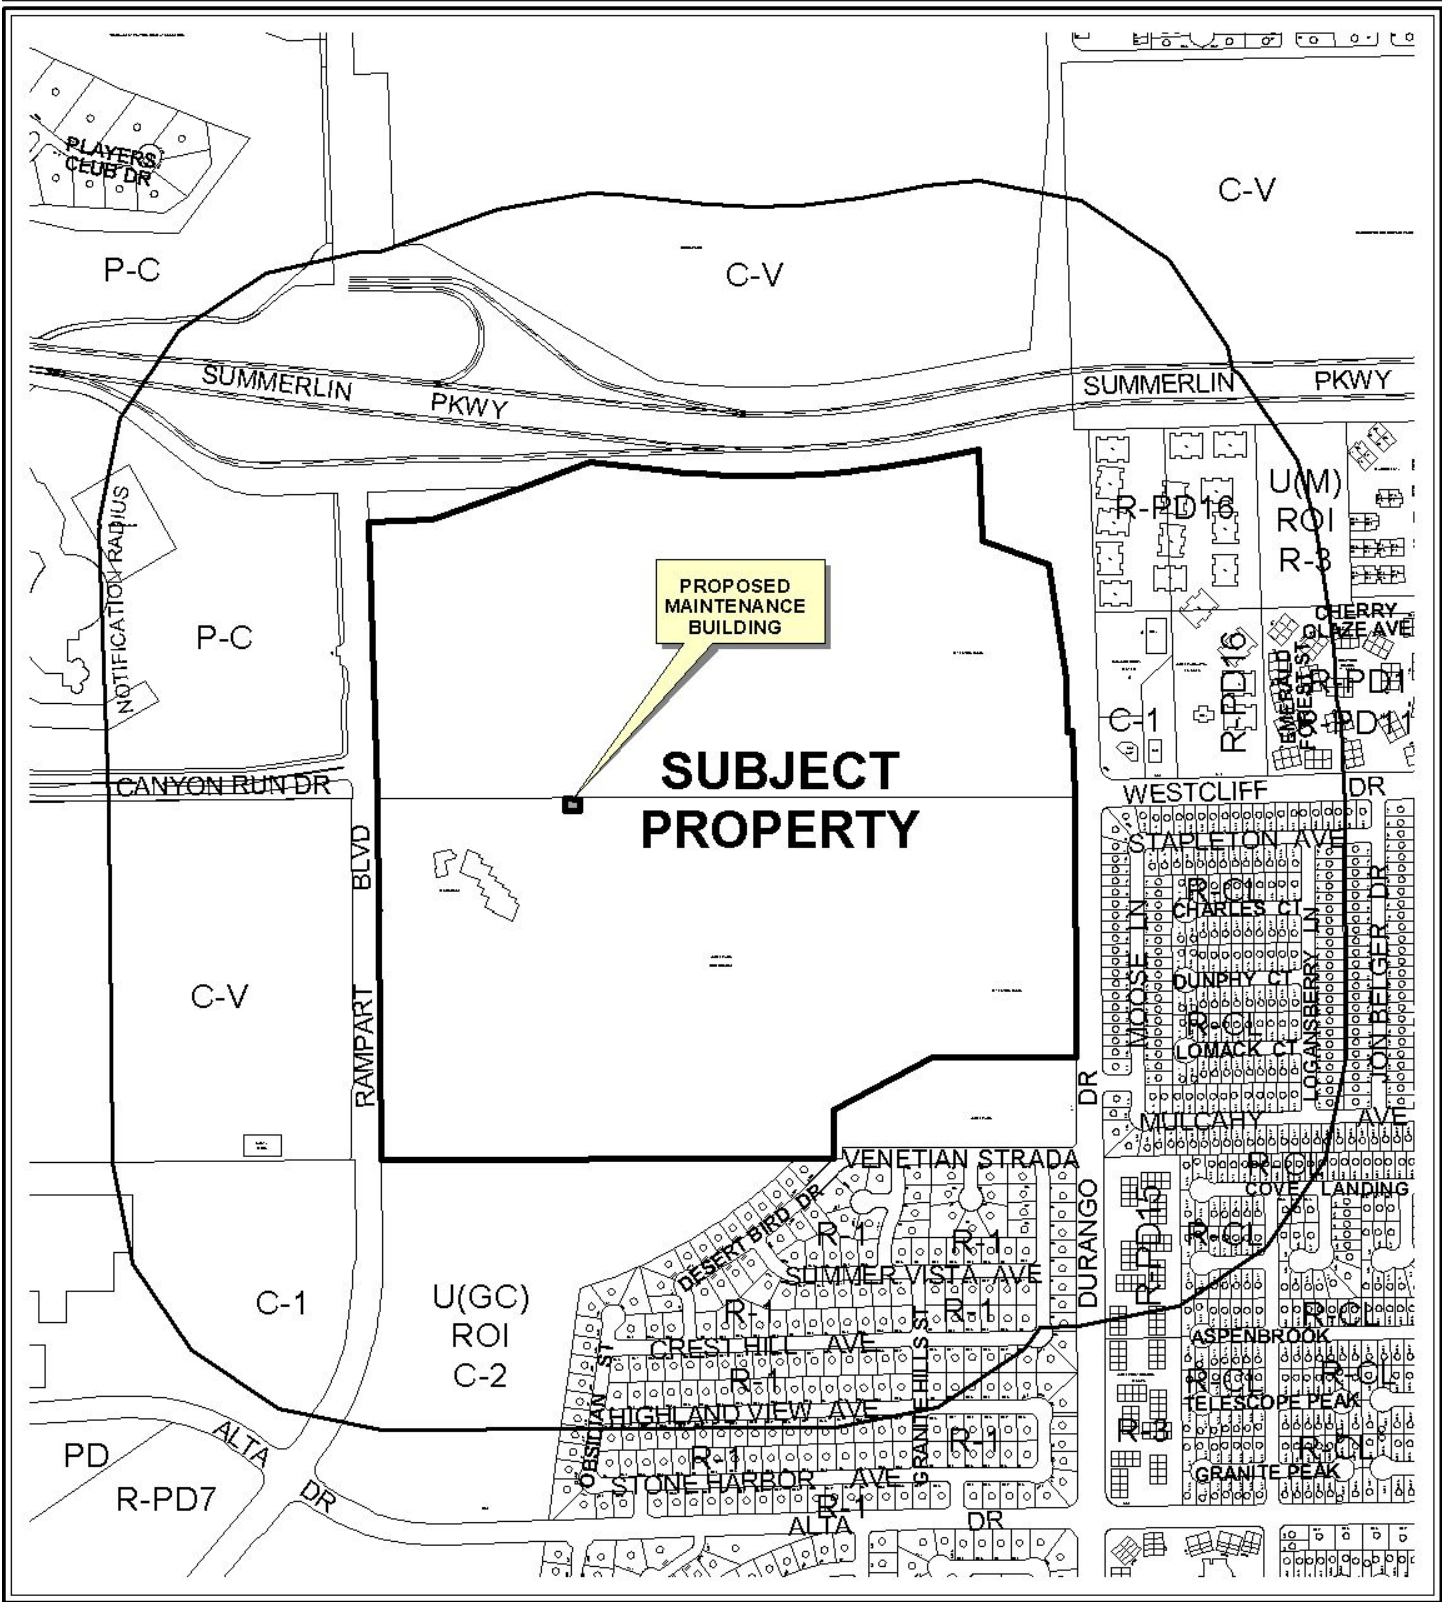 PLAYERS
CLUB DR
C-V
P-C
C-V
SUMMERLIN
PKWY
SUMMERLIN
PKWY
NOTIFICATION RADIUS
R-PD16
U(M)
ROI
R-3
PROPOSED
MAINTENANCE
BUILDING
P-C
CHERRY
GLAZE AVE
R-PD16
EMERALD
FOREST ST
R-PD1
C-1
R-PD11
SUBJECT
PROPERTY
CANYON RUN DR
WESTCLIFF
DR
STAPLETON AVE
BLVD
RAMPART
R-CL
CHARLES CT
MOOSE LN
LOGANSBERRY LN
JON BELGER DR
DUNPHY CT
C-V
R-CL
LOMACK CT
DR
DURANGO
MULCAHY
AVE
VENETIAN STRADA
R-CL
COVE LANDING
DESERT BIRD DR
R-1
R-1
R-PD15
R-CL
SUMMER VISTA AVE
C-1
U(GC)
ROI
C-2
R-1
R-1
R-CL
ASPENBROOK
CREST HILL AVE
GRANITE HILLS ST
OBSIDIAN ST
R-1
R-CL
R-CL
TELESCOPE PEAK
HIGHLAND VIEW AVE
R-3
ALTA
DR
PD
R-1
R-1
R-CL
GRANITE PEAK
STONE HARBOR AVE
R-PD7
R-1
ALTA
DR